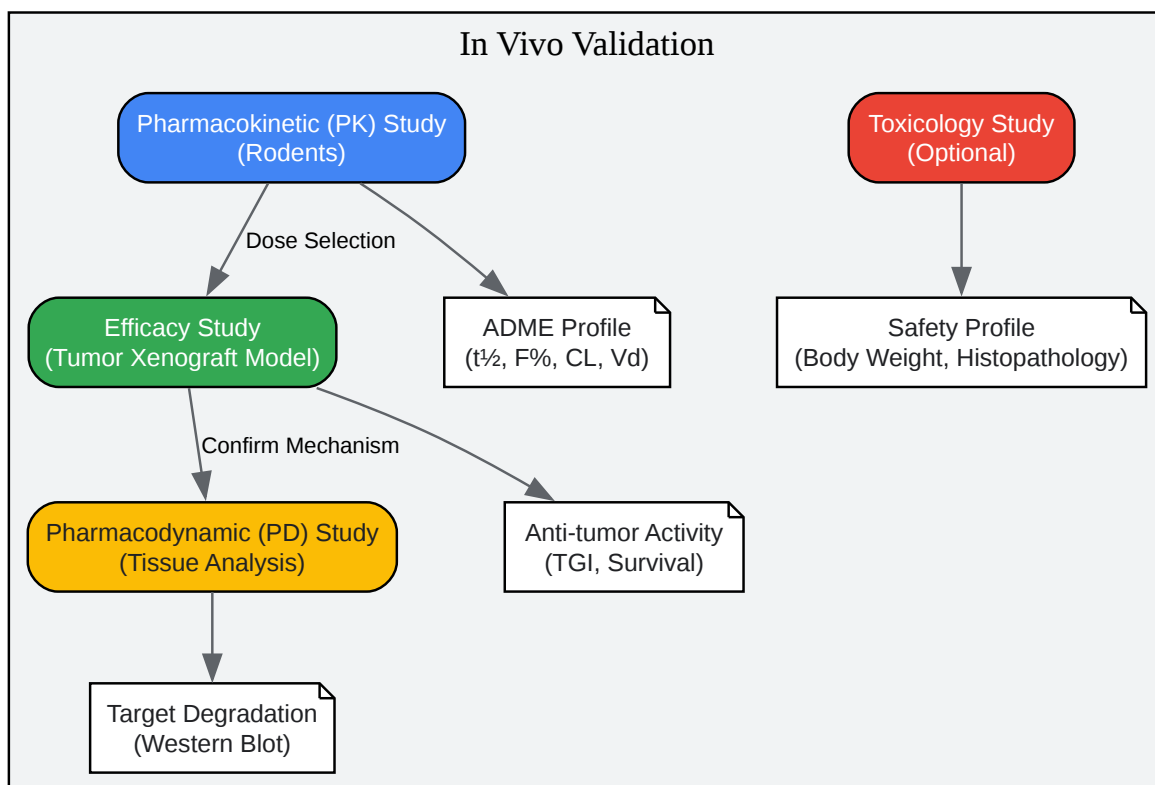 In Vivo Validation
Pharmacokinetic (PK) Study
(Rodents)
Toxicology Study
(Optional)
Dose Selection
Efficacy Study
(Tumor Xenograft Model)
ADME Profile
(t½, F%, CL, Vd)
Safety Profile
(Body Weight, Histopathology)
Confirm Mechanism
Pharmacodynamic (PD) Study
(Tissue Analysis)
Anti-tumor Activity
(TGI, Survival)
Target Degradation
(Western Blot)